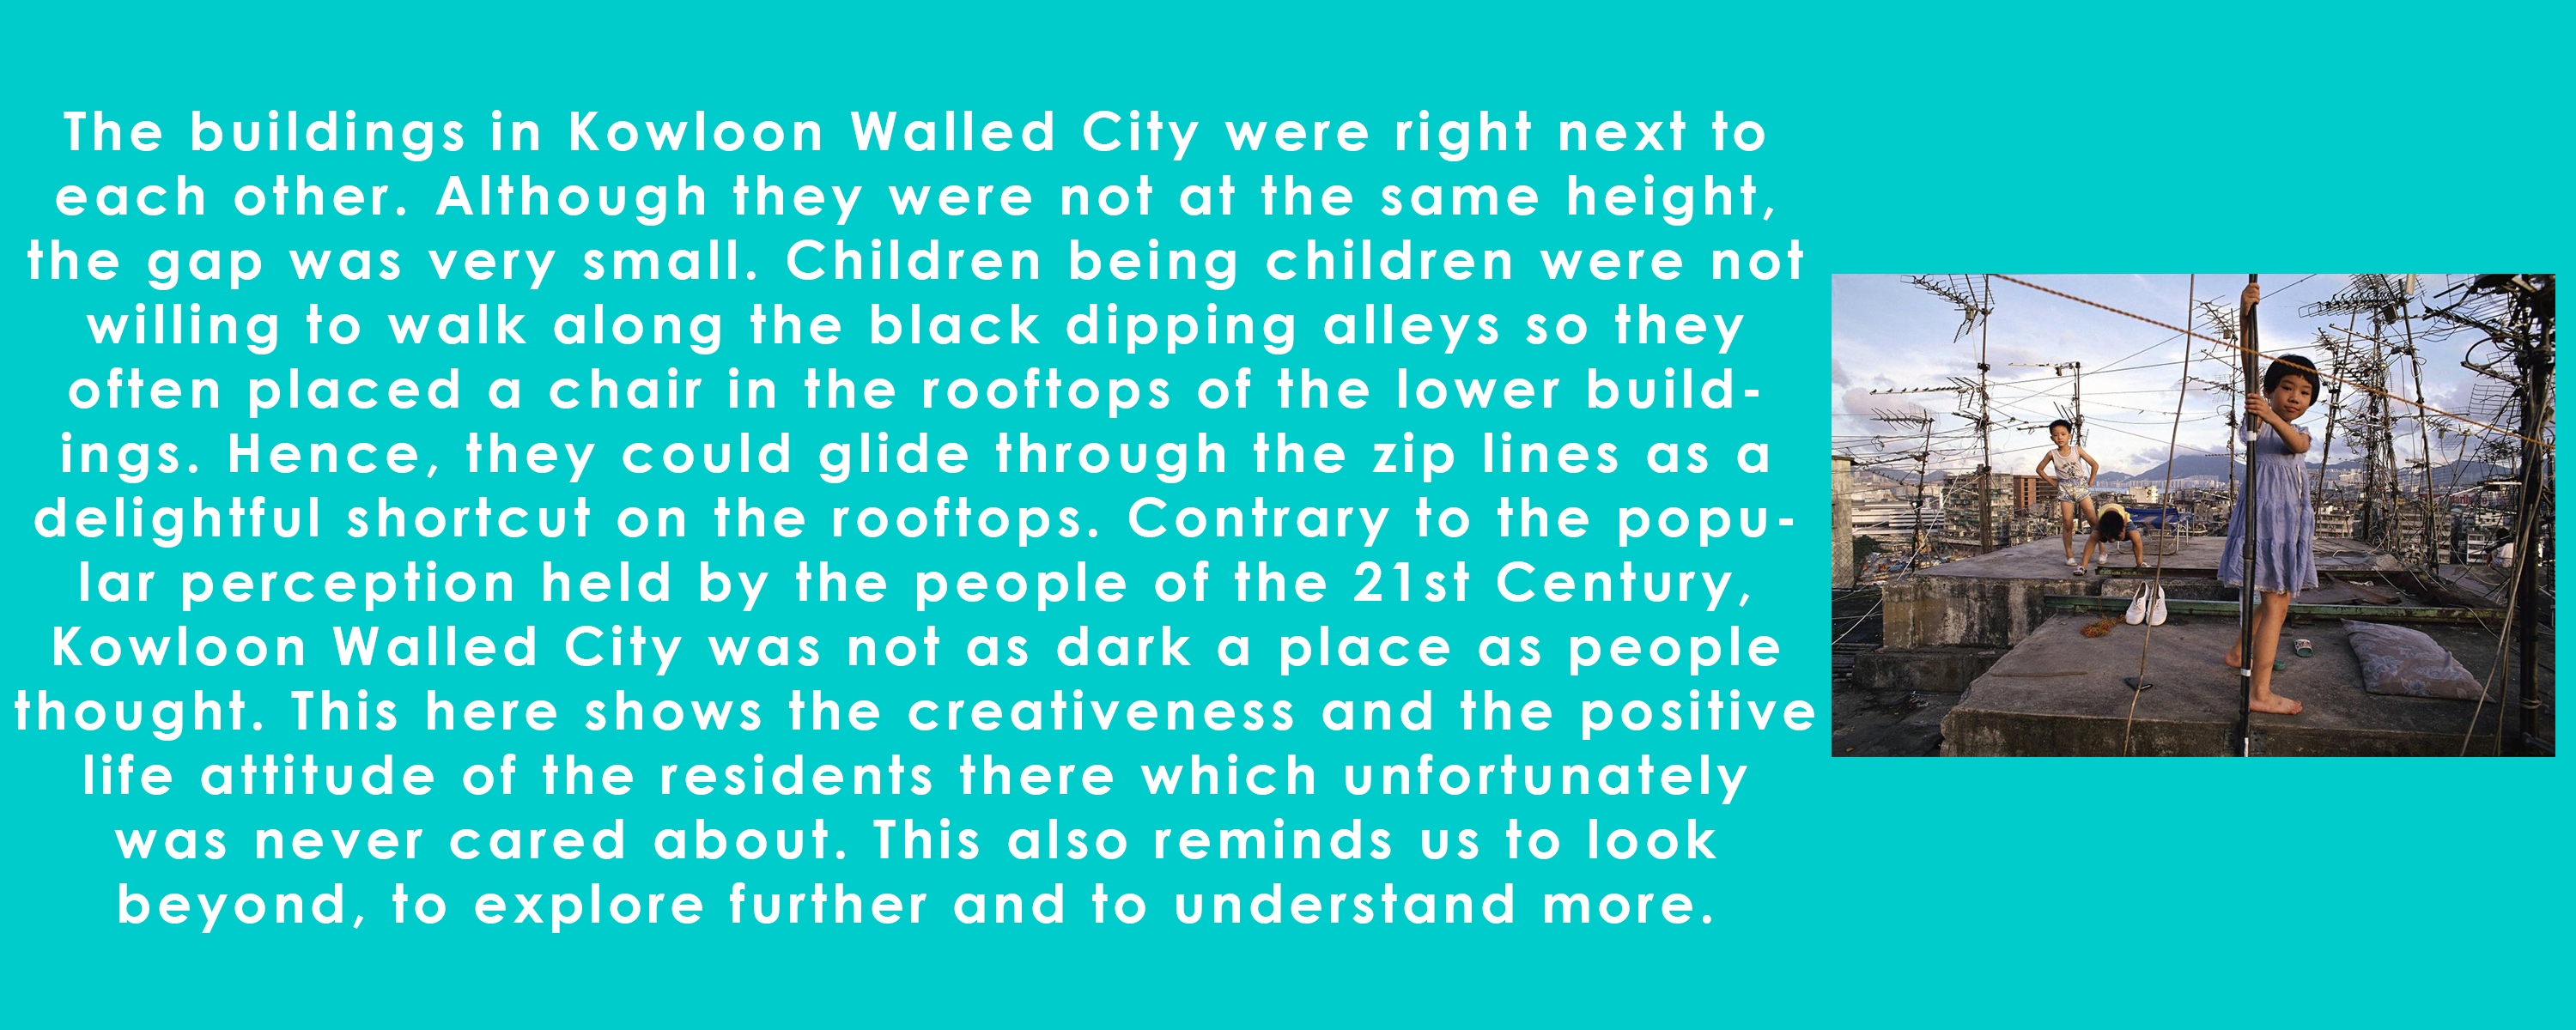 The buildings in Kowloon Walled City were right next to
each other. Although they were not at the same height,
the gap was very small. Children being children were not
willing to walk along the black dipping alleys so they
often placed a chair in the rooftops of the lower build-
ings. Hence, they could glide through the zip lines as a
delightful shortcut on the rooftops. Contrary to the popu-
lar perception held by the people of the 21st Century,
Kowloon Walled City was not as dark a place as people
thought. This here shows the creativeness and the positive
life attitude of the residents there which unfortunately
was never cared about. This also reminds us to look
beyond, to explore further and to understand more.